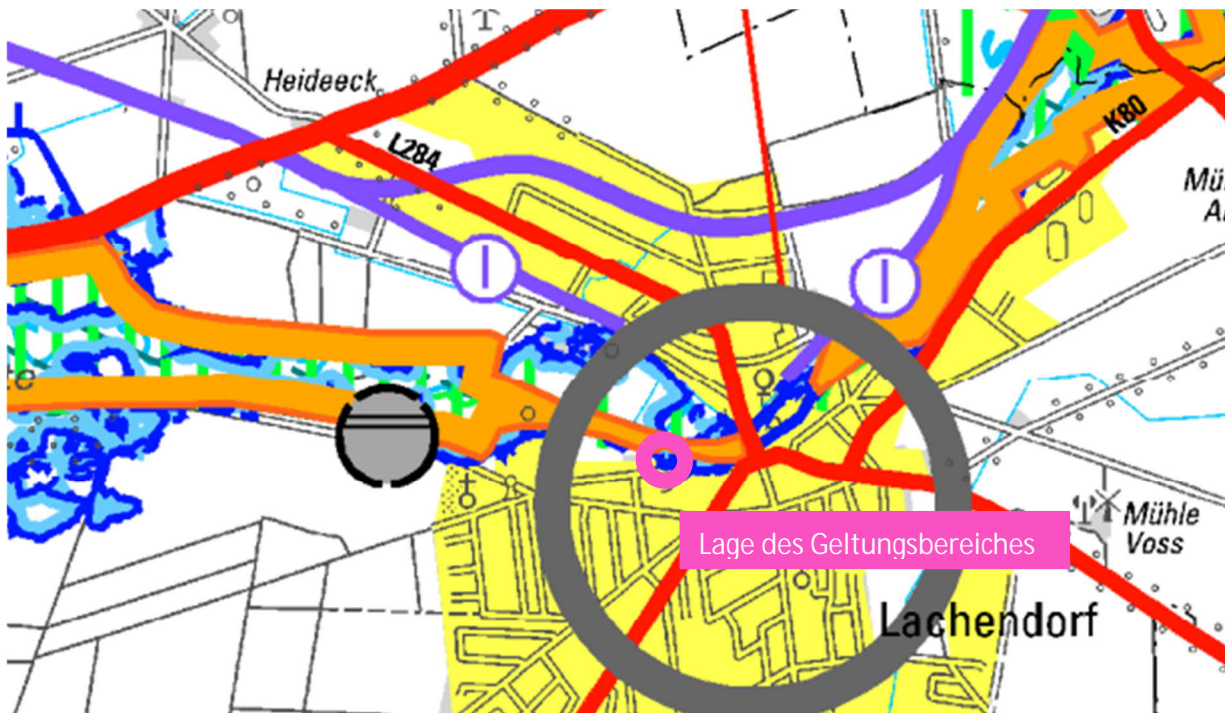 Heideeck
L284
K80
Lage des Geltungsbereiches
Mühle
Voss
Lachendorf